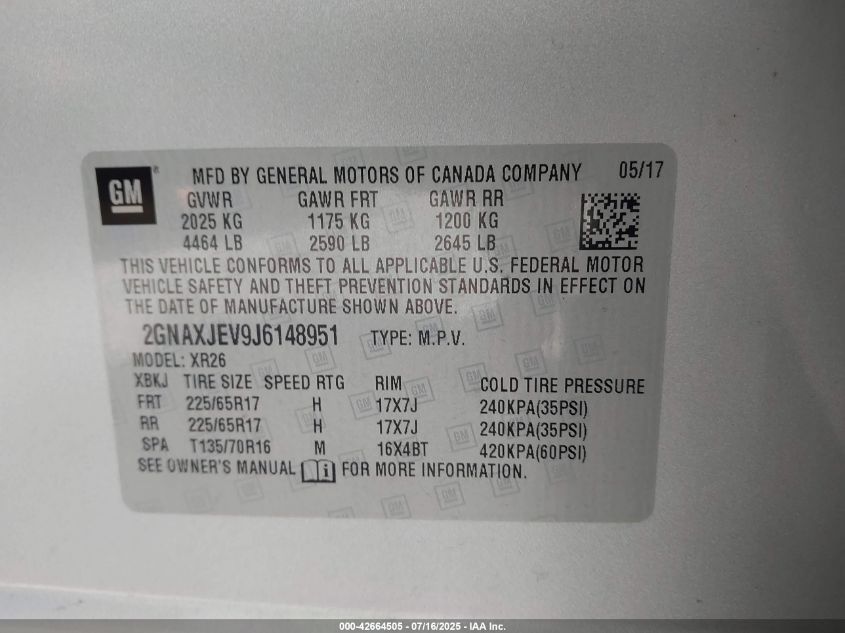 GM
MFD BY GENERAL MOTORS OF CANADA COMPANY 05/17
GVWR GAWR FRT GAWR RR
2025 KG 1175 KG 1200 KG
4464 LB 2590 LB 2645 LB
THIS VEHICLE CONFORMS TO ALL APPLICABLE U.S. FEDERAL MOTOR
VEHICLE SAFETY AND THEFT PREVENTION STANDARDS IN EFFECT ON
THE DATE OF MANUFACTURE SHOWN ABOVE.
2GNAXJEV9J6148951 TYPE: M.P.V.
MODEL: XR26
XBKJ TIRE SIZE SPEED RTG RIM COLD TIRE PRESSURE
FRT 225/65R17 H 17X7J 240KPA(35PSI)
RR 225/65R17 H 17X7J 240KPA(35PSI)
SPA T135/70R16 M 16X4BT 420KPA(60PSI)
SEE OWNER'S MANUAL FOR MORE INFORMATION.
000-42664505 - 07/16/2025 - IAA Inc.